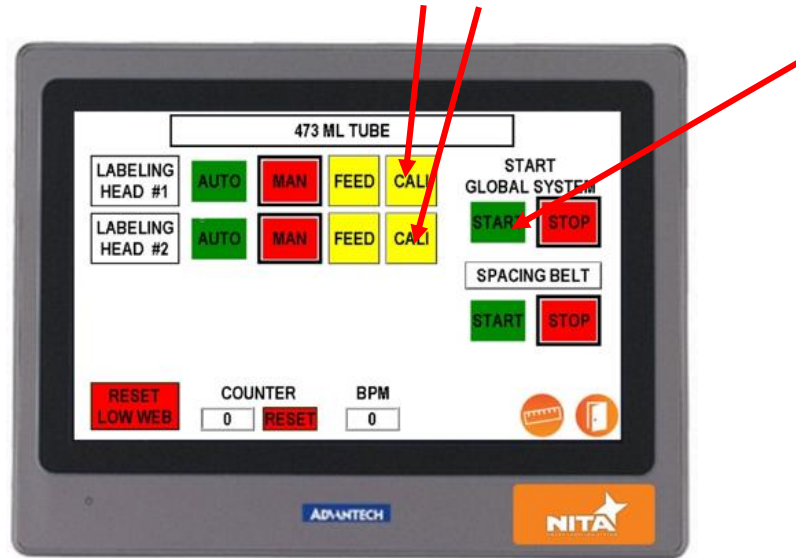 473 ML TUBE
LABELING
HEAD #1
AUTO
MAN
FEED
CALI
START
GLOBAL SYSTEM
START
STOP
LABELING
HEAD #2
AUTO
MAN
FEED
CALI
SPACING BELT
START
STOP
RESET
LOW WEB
COUNTER
0
RESET
BPM
0
ADVANTECH
NITA